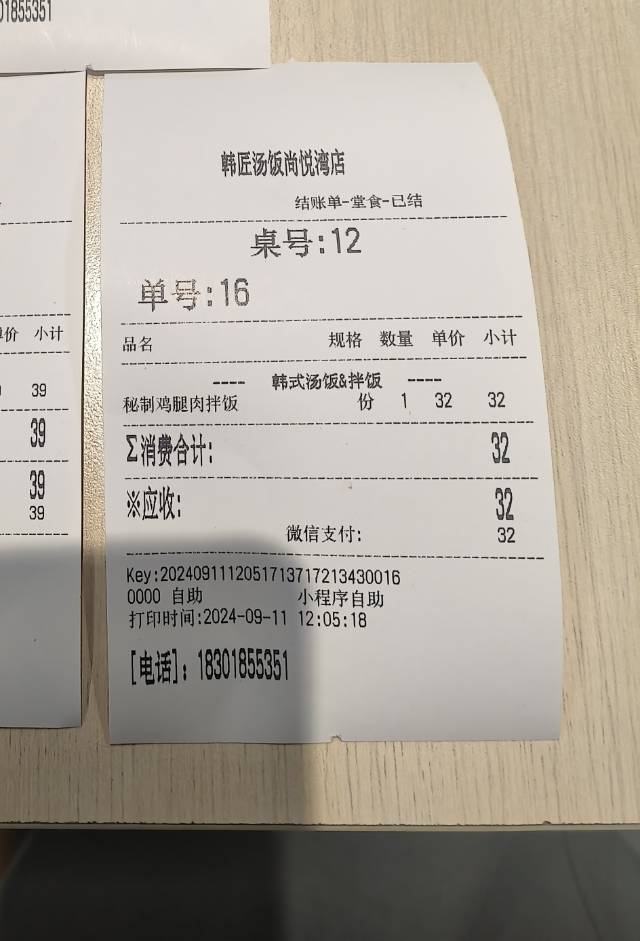 01855351
韩匠汤饭尚悦湾店
结账单-堂食-已结
桌号:12
单号:16
品名 规格 数量 单价 小计
---- 韩式汤饭&拌饭 ----
秘制鸡腿肉拌饭 份 1 32 32
Σ消费合计: 32
※应收: 32
微信支付: 32
Key:2024091112051713717213430016
0000 自助 小程序自助
打印时间:2024-09-11 12:05:18
[电话]: 18301855351
单价 小计
39
39
39
39